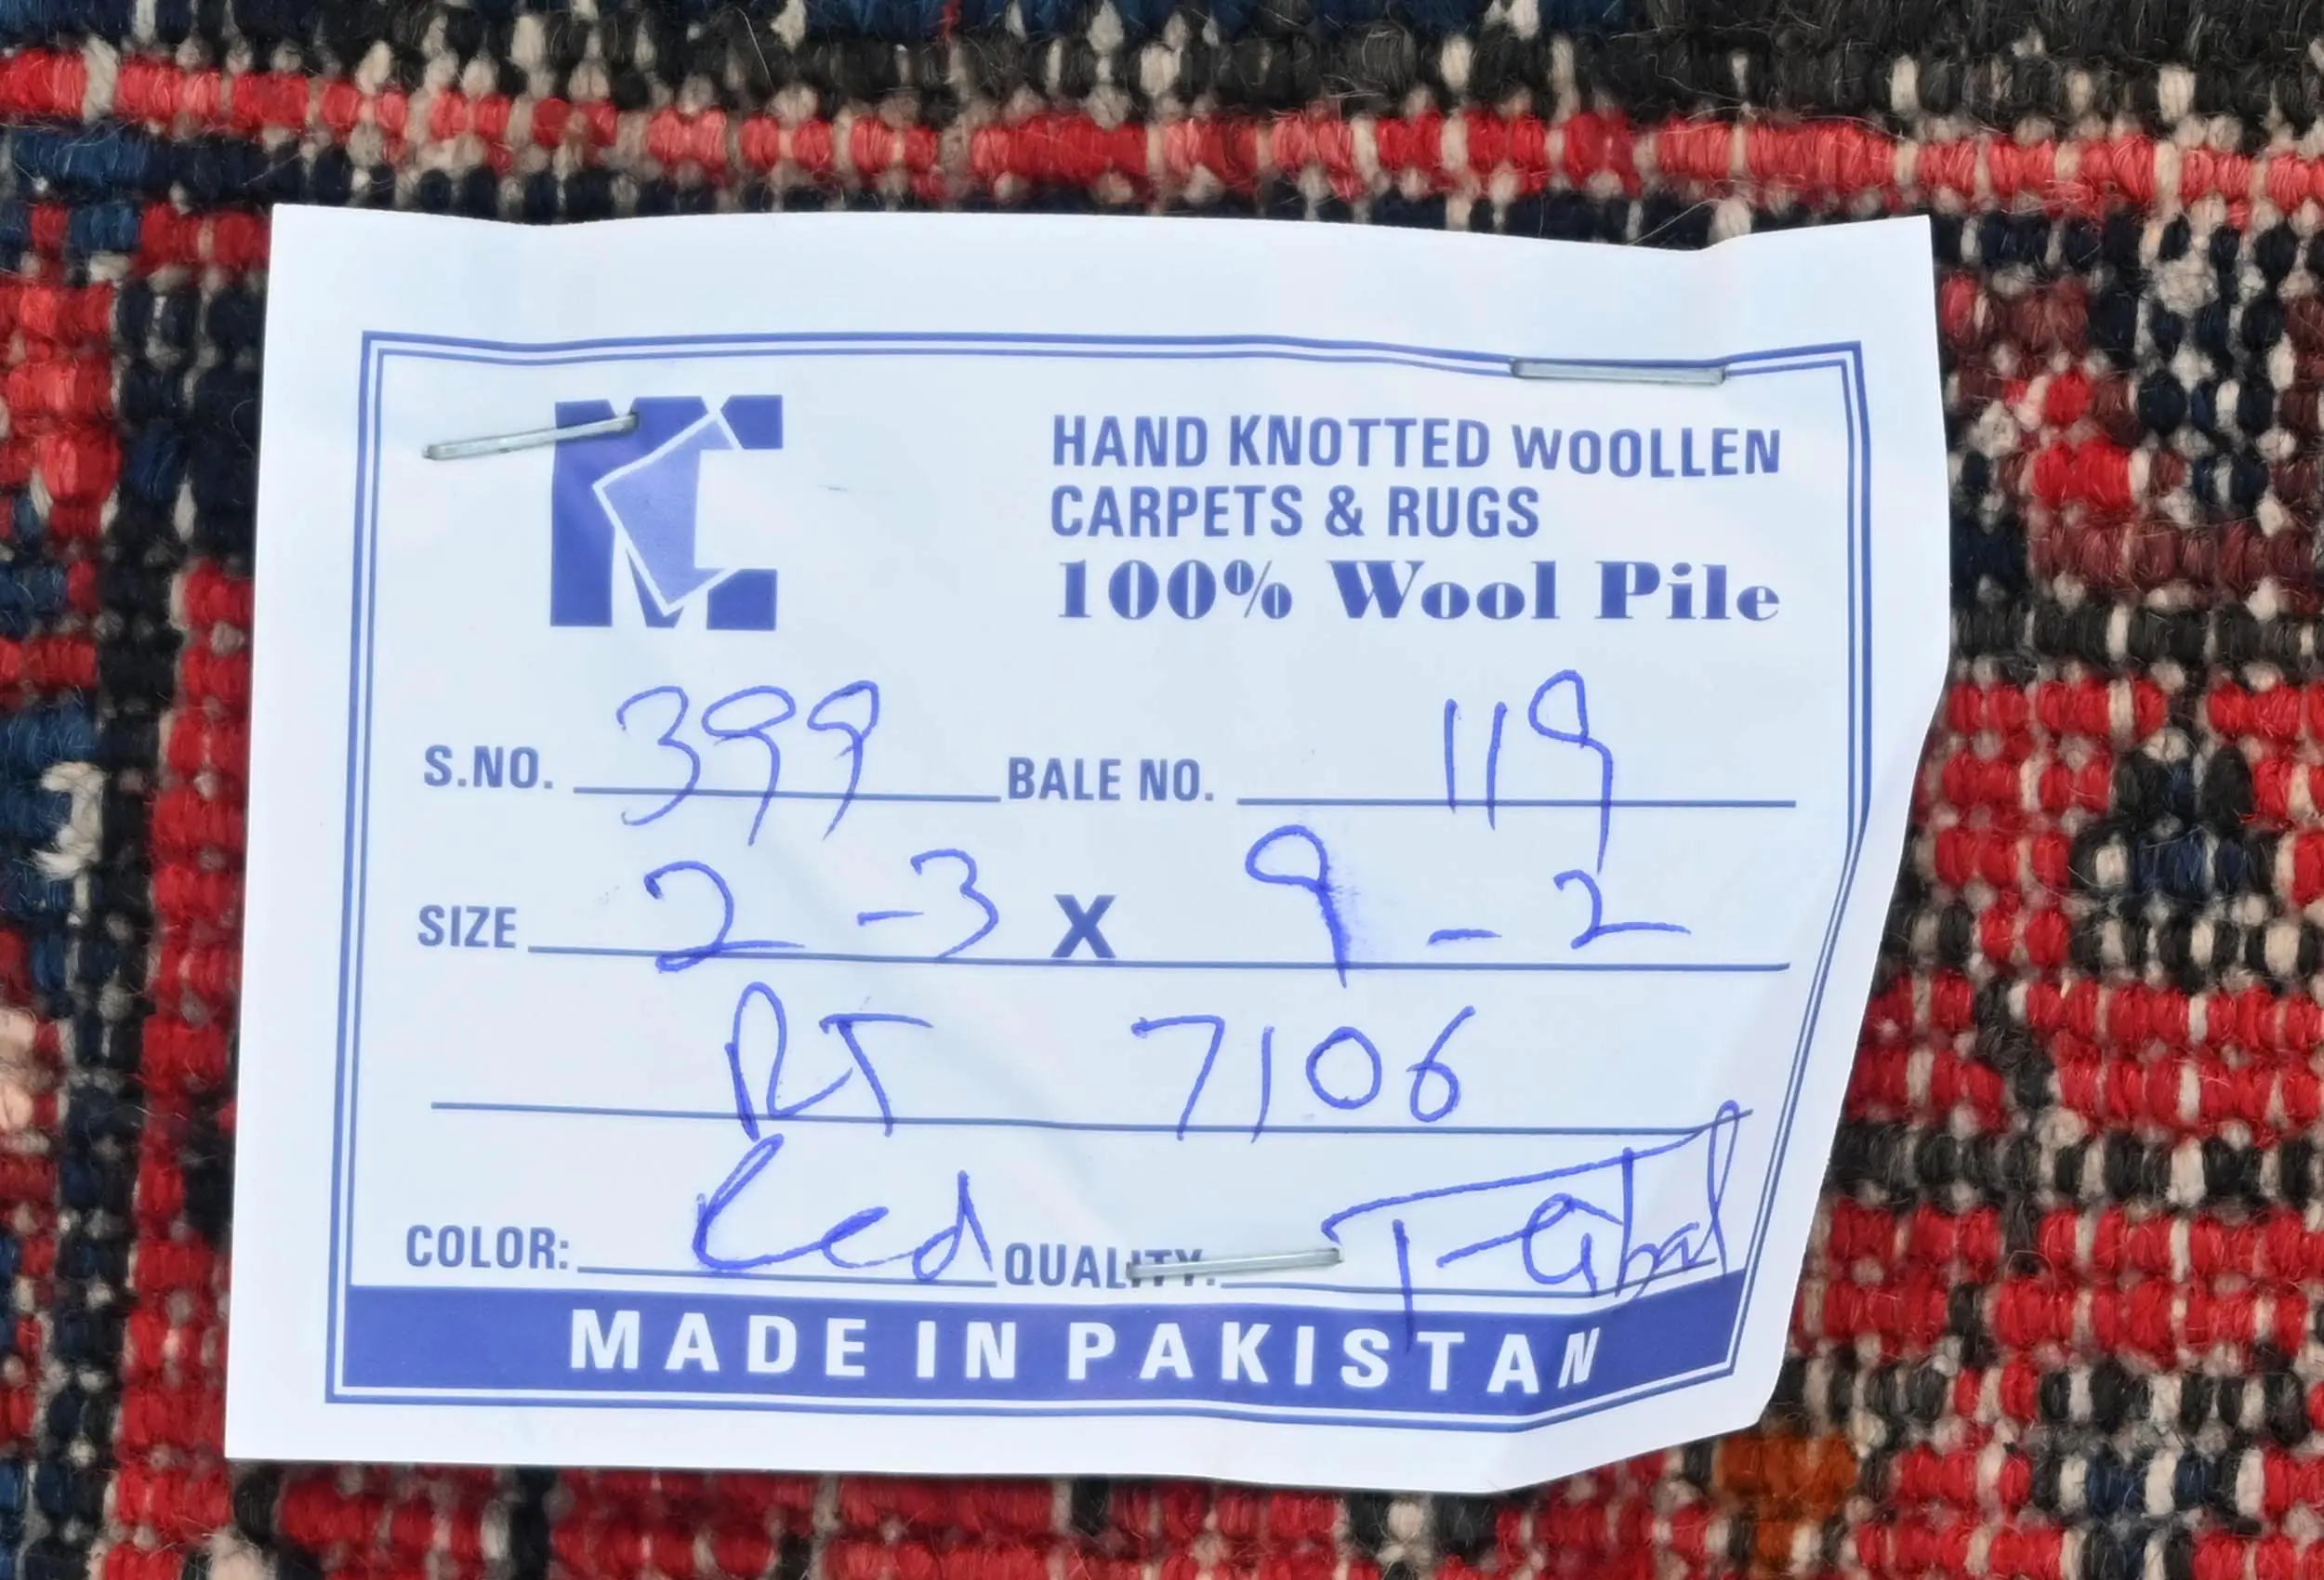 KC
HAND KNOTTED WOOLLEN
CARPETS & RUGS
100% Wool Pile
S.NO. 399 BALE NO. 119
SIZE 2-3 X 9-2
RT 7106
COLOR: Red QUALITY:
MADE IN PAKISTAN